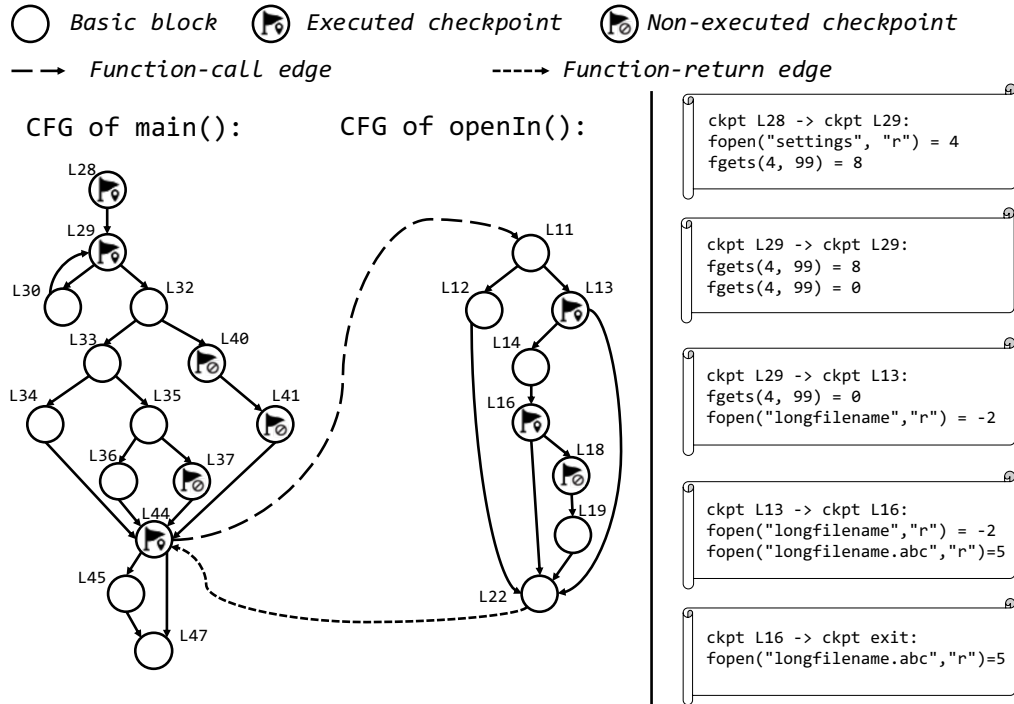 Basic block
Executed checkpoint
Non-executed checkpoint
Function-call edge
Function-return edge
CFG of main():
CFG of openIn():
L28
L29
L30
L32
L33
L40
L34
L35
L41
L36
L37
L44
L45
L47
L11
L12
L13
L14
L16
L18
L19
L22
ckpt L28 -> ckpt L29:
fopen("settings", "r") = 4
fgets(4, 99) = 8
ckpt L29 -> ckpt L29:
fgets(4, 99) = 8
fgets(4, 99) = 0
ckpt L29 -> ckpt L13:
fgets(4, 99) = 0
fopen("longfilename","r") = -2
ckpt L13 -> ckpt L16:
fopen("longfilename","r") = -2
fopen("longfilename.abc","r")=5
ckpt L16 -> ckpt exit:
fopen("longfilename.abc","r")=5